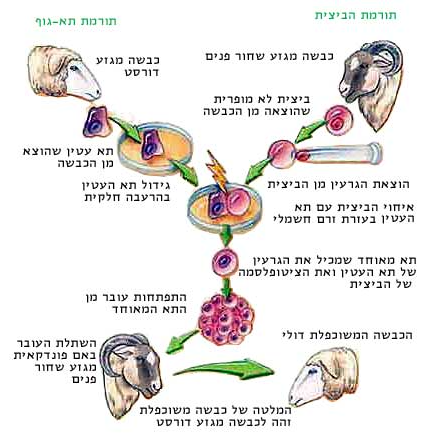 תורמת הביצית
תורמת תא-גוף
כבשה מגזע שחור פנים
כבשה מגזע
דורסט
ביצית לא מופרית
שהוצאה מן הכבשה
תא עטין שהוצא
מן הכבשה
גידול תא העטין
בהרעבה חלקית
הוצאת הגרעין מן הביצית
איחוי הביצית עם תא
העטין בעזרת זרם חשמלי
תא מאוחד שמכיל את הגרעין
של תא העטין ואת הציטופלסמה
של הביצית
התפתחות עובר מן
התא המאוחד
השתלת העובר
באם פונדקאית
מגזע שחור
פנים
הכבשה המשוכפלת דולי
המלטה של כבשה משוכפלת
זהה לכבשה מגזע דורסט